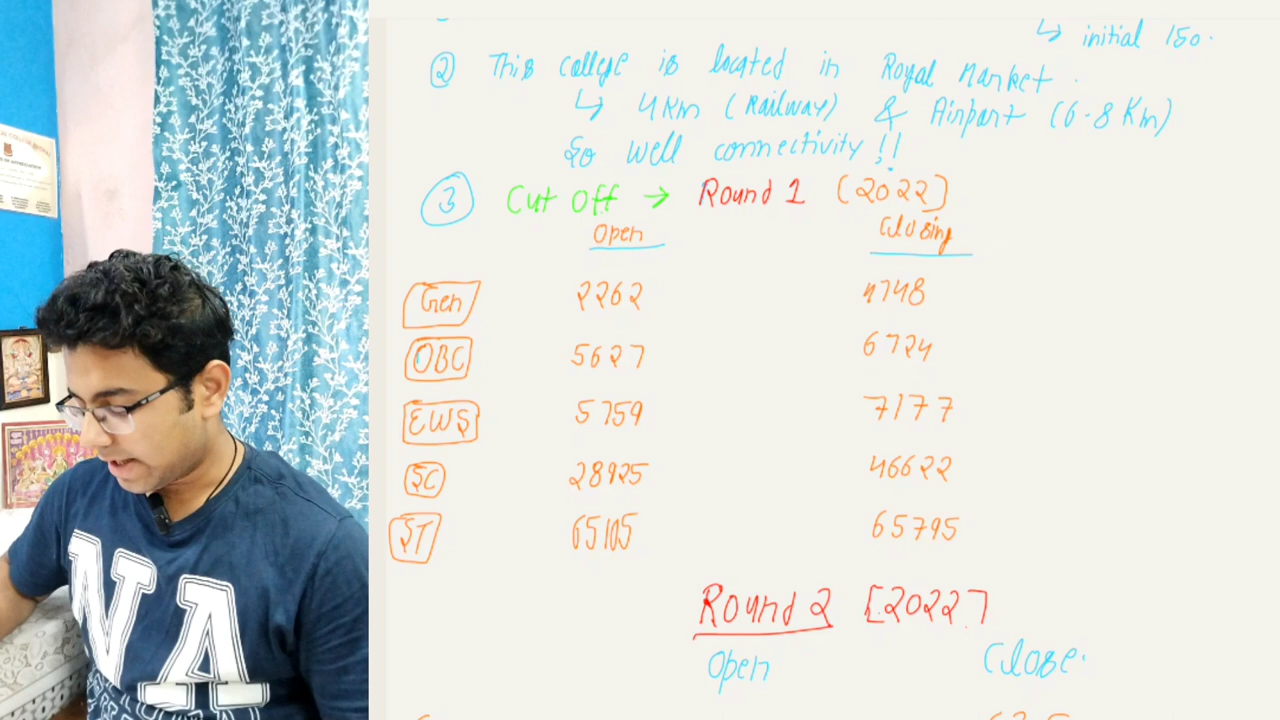 ↳ initial 150.
② This college is located in Royal Market.
↳ 4 Km (Railway) & Airport (6-8 Km)
So well connectivity!!
③ Cut Off → Round 1 [2022]
Open Closing
Gen 2262 4748
OBC 5627 6724
EWS 5759 7177
SC 28925 46622
ST 65105 65795
Round 2 [2022]
Open Close.
NA